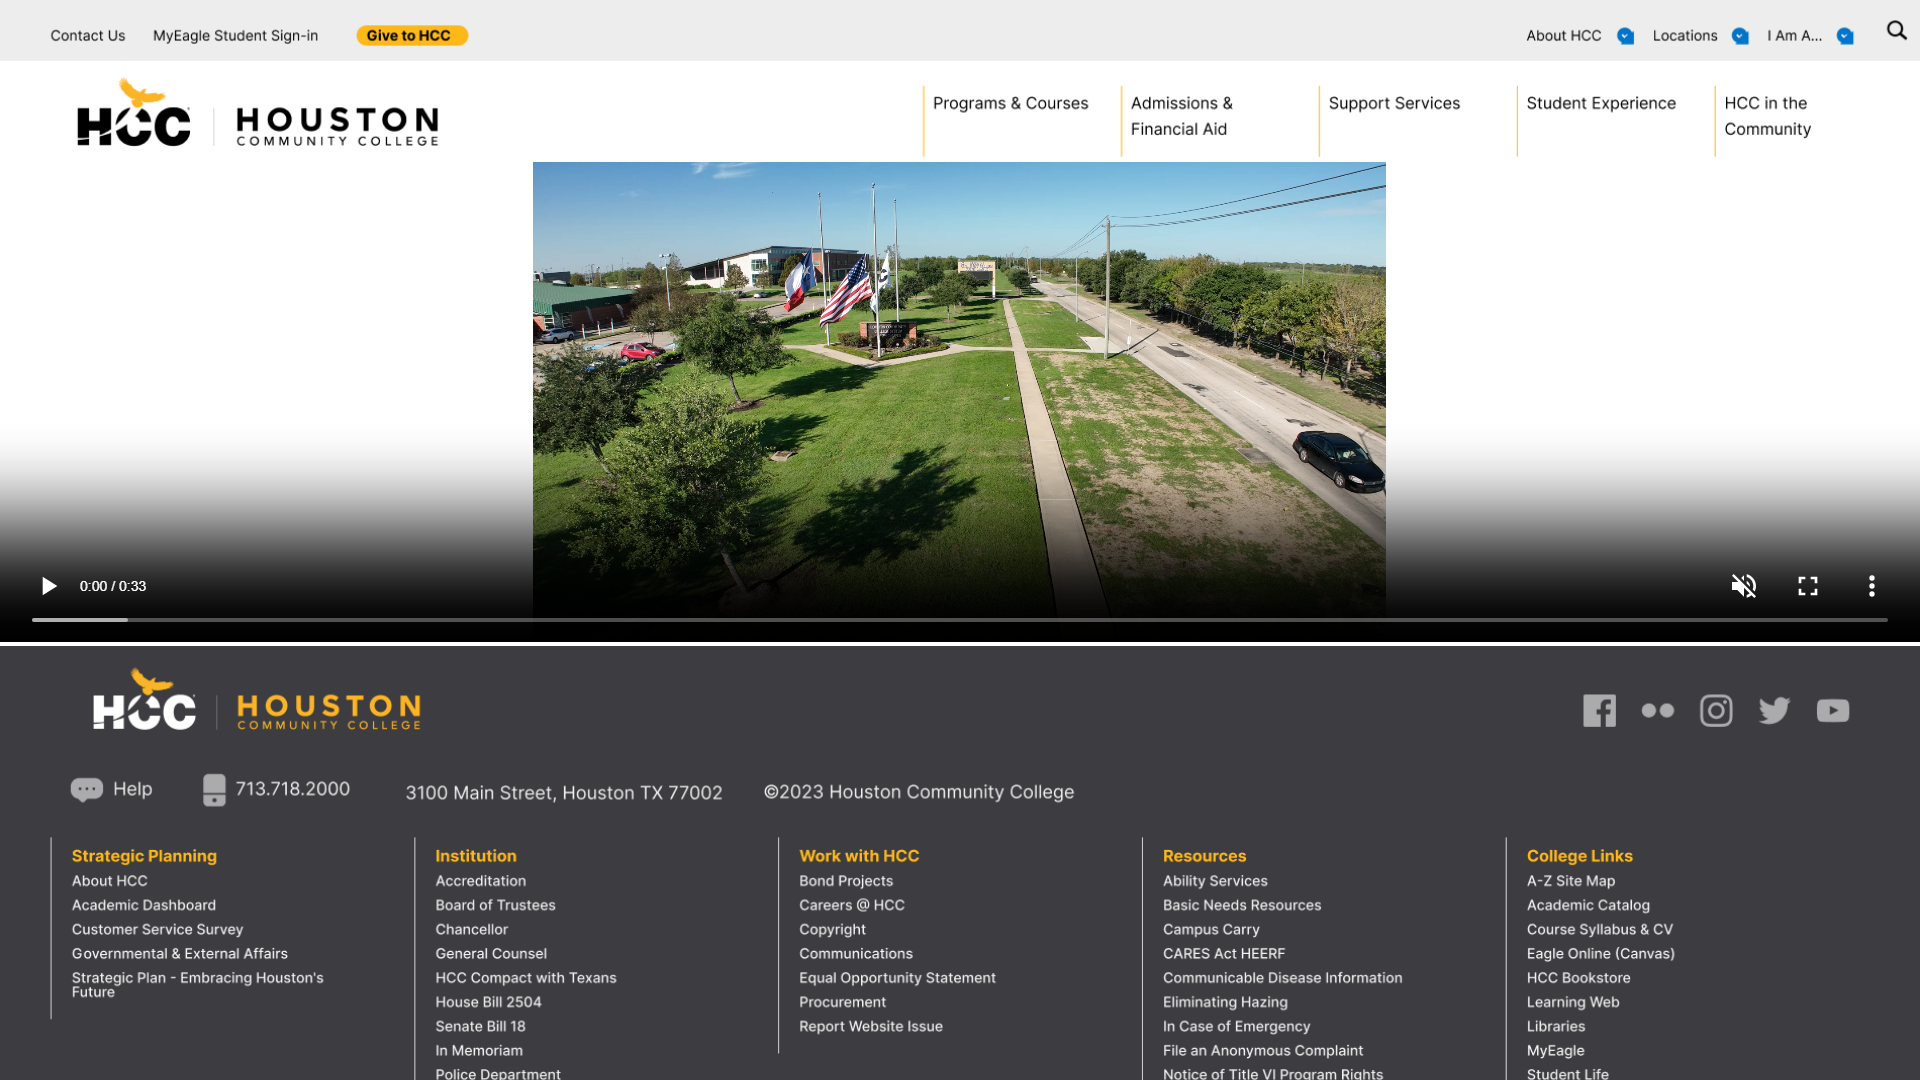 Contact Us
MyEagle Student Sign-in
Give to HCC
About HCC
Locations
I Am A...
HCC
HOUSTON
COMMUNITY COLLEGE
Programs & Courses
Admissions &
Financial Aid
Support Services
Student Experience
HCC in the
Community
0:00 / 0:33
HCC
HOUSTON
COMMUNITY COLLEGE
Help
713.718.2000
3100 Main Street, Houston TX 77002
©2023 Houston Community College
Strategic Planning
About HCC
Academic Dashboard
Customer Service Survey
Governmental & External Affairs
Strategic Plan - Embracing Houston's
Future
Institution
Accreditation
Board of Trustees
Chancellor
General Counsel
HCC Compact with Texans
House Bill 2504
Senate Bill 18
In Memoriam
Police Department
Work with HCC
Bond Projects
Careers @ HCC
Copyright
Communications
Equal Opportunity Statement
Procurement
Report Website Issue
Resources
Ability Services
Basic Needs Resources
Campus Carry
CARES Act HEERF
Communicable Disease Information
Eliminating Hazing
In Case of Emergency
File an Anonymous Complaint
Notice of Title VI Program Rights
College Links
A-Z Site Map
Academic Catalog
Course Syllabus & CV
Eagle Online (Canvas)
HCC Bookstore
Learning Web
Libraries
MyEagle
Student Life